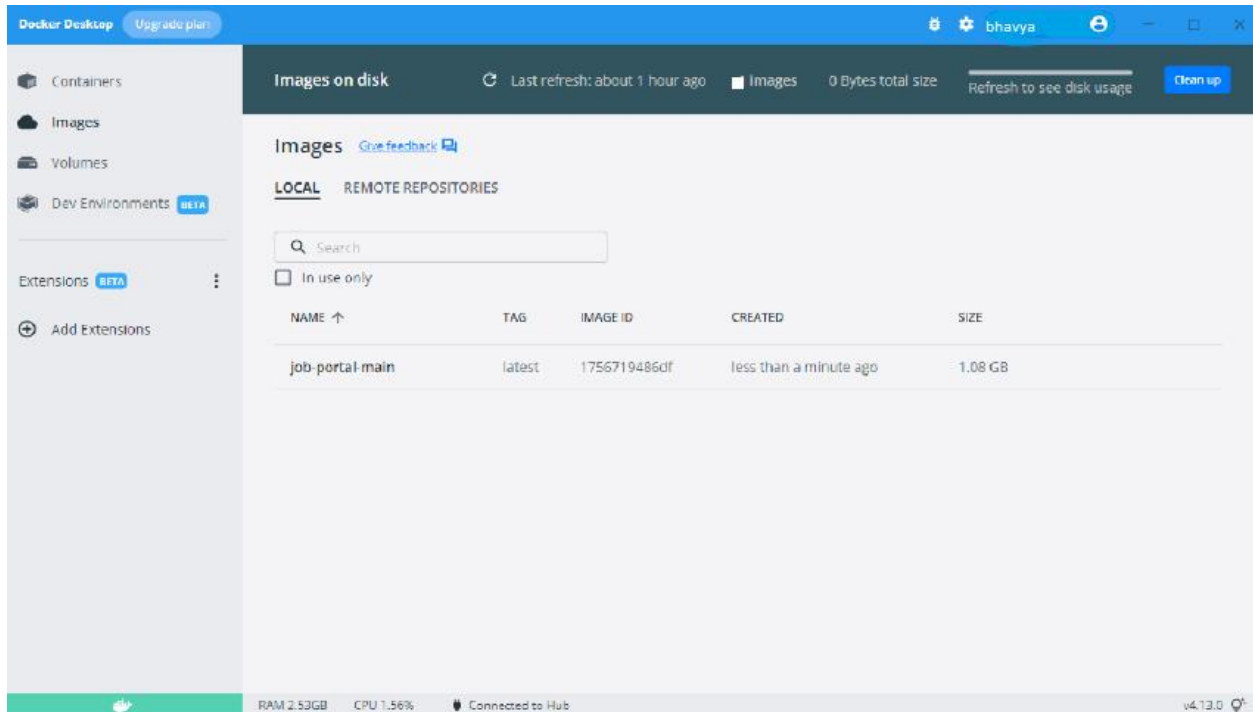 Docker Desktop Upgrade plan bhavya
Containers
Images
Volumes
Dev Environments BETA
Extensions BETA
Add Extensions
Images on disk Last refresh: about 1 hour ago Images 0 Bytes total size Refresh to see disk usage Clean up
Images Give feedback
LOCAL REMOTE REPOSITORIES
Search
In use only
NAME TAG IMAGE ID CREATED SIZE
job-portal-main latest 1756719486df less than a minute ago 1.08 GB
RAM 2.53GB CPU 1.56% Connected to Hub v4.13.0